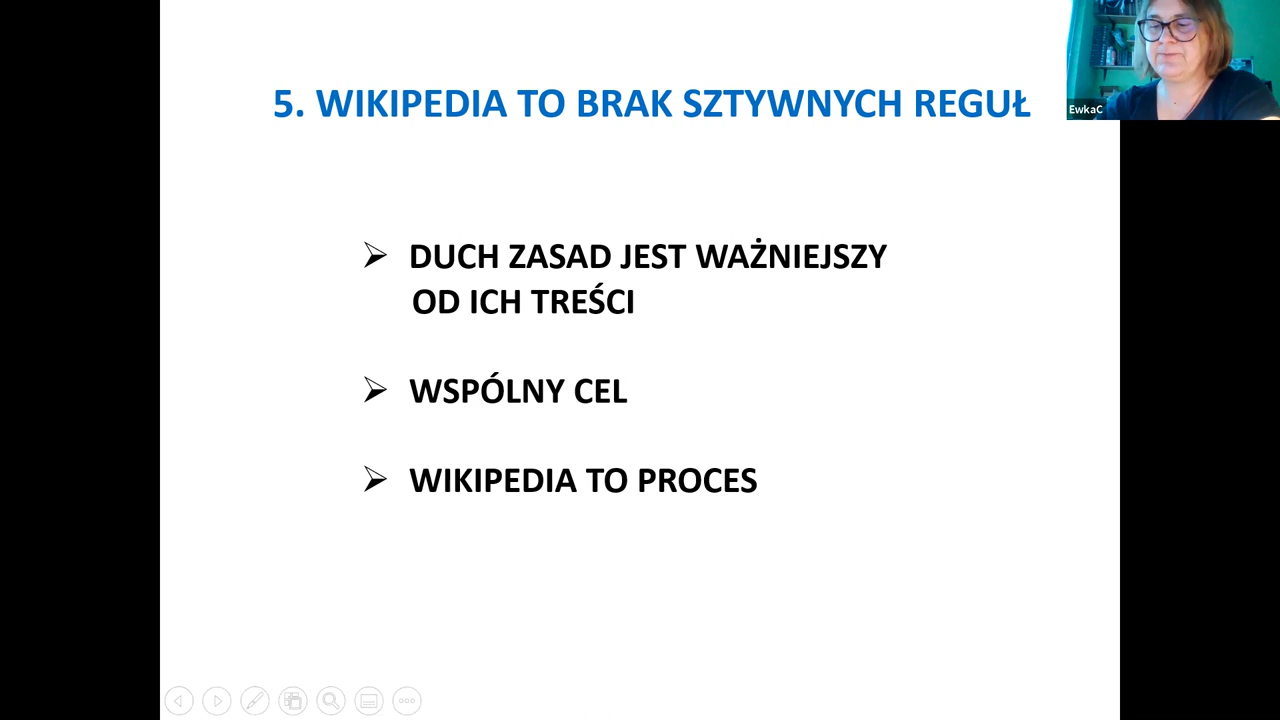 5. WIKIPEDIA TO BRAK SZTYWNYCH REGUŁ
EwkaC
➢ DUCH ZASAD JEST WAŻNIEJSZY
OD ICH TREŚCI
➢ WSPÓLNY CEL
➢ WIKIPEDIA TO PROCES